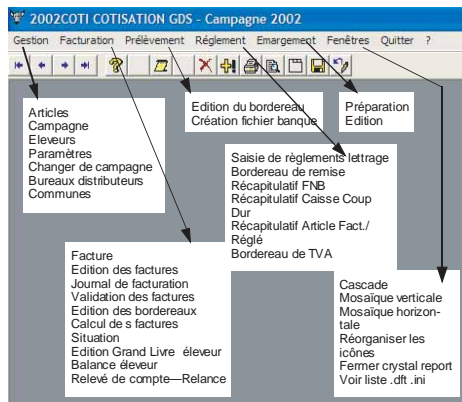 2002COTI COTISATION GDS - Campagne 2002
Gestion Facturation Prélèvement Réglement Emargement Fenêtres Quitter ?
Articles
Campagne
Eleveurs
Paramètres
Changer de campagne
Bureaux distributeurs
Communes
Edition du bordereau
Création fichier banque
Préparation
Edition
Saisie de règlements lettrage
Bordereau de remise
Récapitulatif FNB
Récapitulatif Caisse Coup
Dur
Récapitulatif Article Fact./
Réglé
Bordereau de TVA
Facture
Edition des factures
Journal de facturation
Validation des factures
Edition des bordereaux
Calcul de s factures
Situation
Edition Grand Livre éleveur
Balance éleveur
Relevé de compte—Relance
Cascade
Mosaïque verticale
Mosaïque horizon-
tale
Réorganiser les
icônes
Fermer crystal report
Voir liste .dft .ini